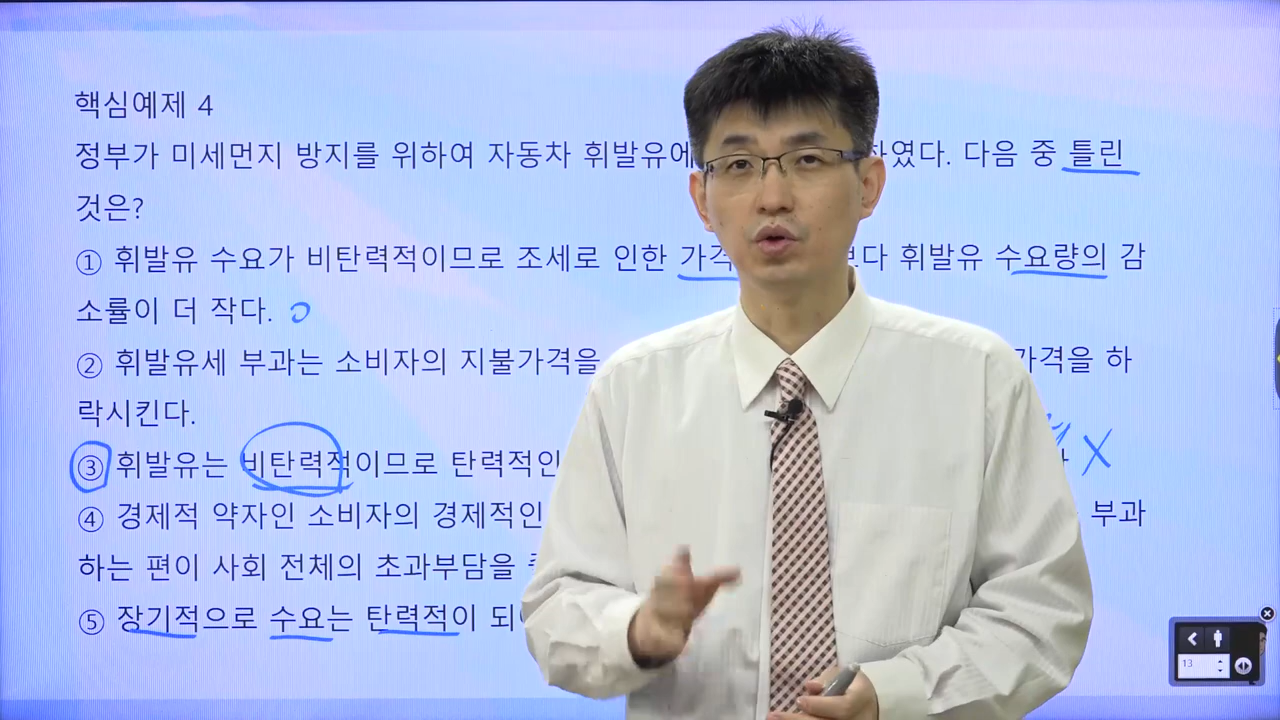 핵심예제 4
정부가 미세먼지 방지를 위하여 자동차 휘발유에 하였다. 다음 중 틀린
것은?
① 휘발유 수요가 비탄력적이므로 조세로 인한 가격 보다 휘발유 수요량의 감
소률이 더 작다. O
② 휘발유세 부과는 소비자의 지불가격을 가격을 하
락시킨다.
③ 휘발유는 비탄력적이므로 탄력적인 X
④ 경제적 약자인 소비자의 경제적인 부과
하는 편이 사회 전체의 초과부담을
⑤ 장기적으로 수요는 탄력적이 되
13